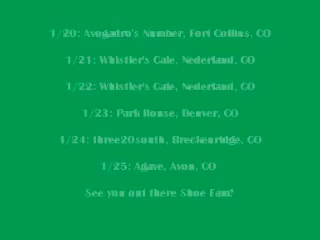 1/20: Avogadro's Number, Fort Collins, CO
1/21: Whistler's Cafe, Nederland, CO
1/22: Whistler's Cafe, Nederland, CO
1/23: Park House, Denver, CO
1/24: three20south, Breckenridge, CO
1/25: Agave, Avon, CO
See you out there Shoe Fam!